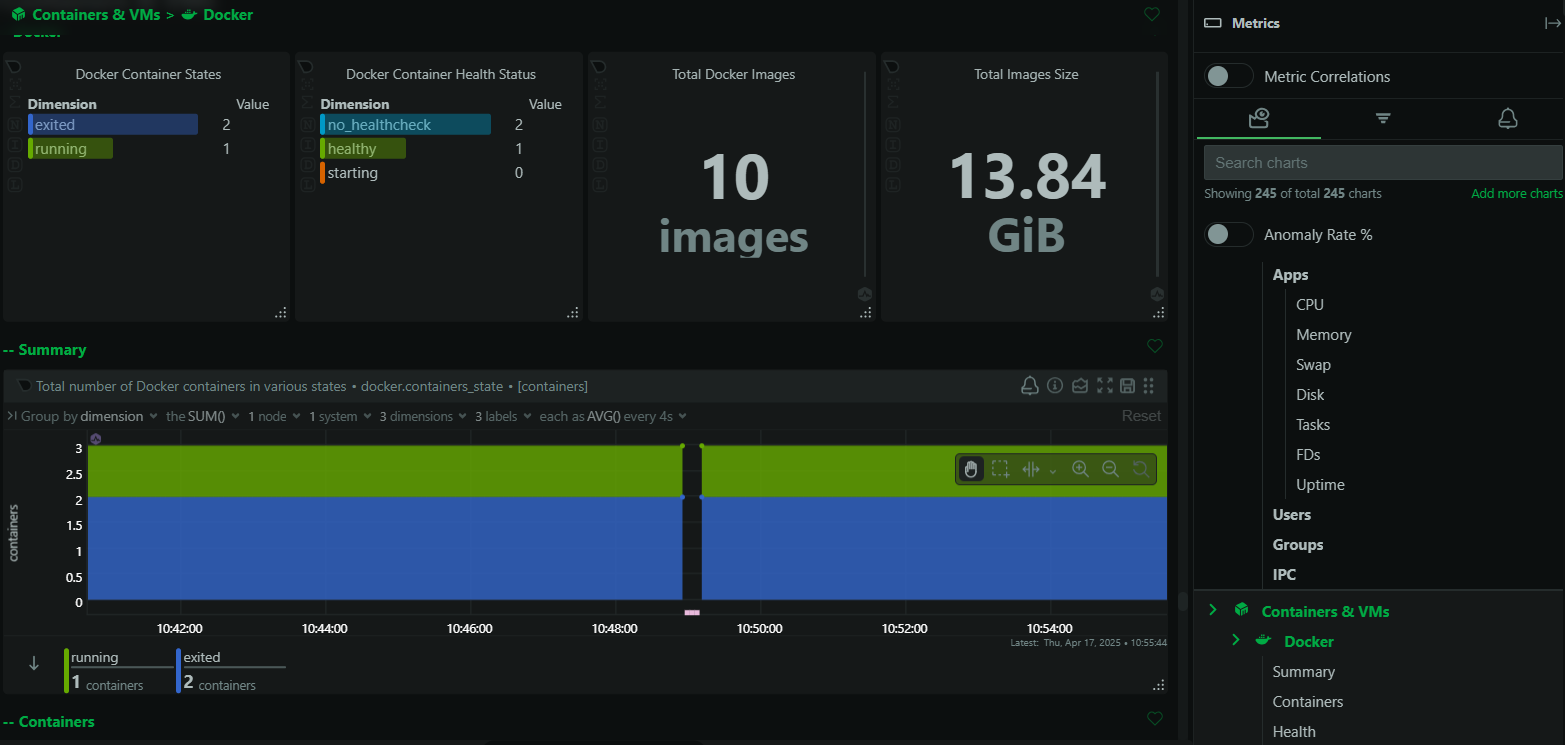 Containers & VMs > Docker
Docker
Docker Container States
Dimension Value
exited 2
running 1
Docker Container Health Status
Dimension Value
no_healthcheck 2
healthy 1
starting 0
Total Docker Images
10
images
Total Images Size
13.84
GiB
-- Summary
Total number of Docker containers in various states • docker.containers_state • [containers]
Group by dimension the SUM() 1 node 1 system 3 dimensions 3 labels each as AVG() every 4s Reset
containers
3
2.5
2
1.5
1
0.5
0
10:42:00 10:44:00 10:46:00 10:48:00 10:50:00 10:52:00 10:54:00
Latest: Thu, Apr 17, 2025 • 10:55:44
running
1 containers
exited
2 containers
-- Containers
Metrics
Metric Correlations
Search charts
Showing 245 of total 245 charts Add more charts
Anomaly Rate %
Apps
CPU
Memory
Swap
Disk
Tasks
FDs
Uptime
Users
Groups
IPC
Containers & VMs
Docker
Summary
Containers
Health